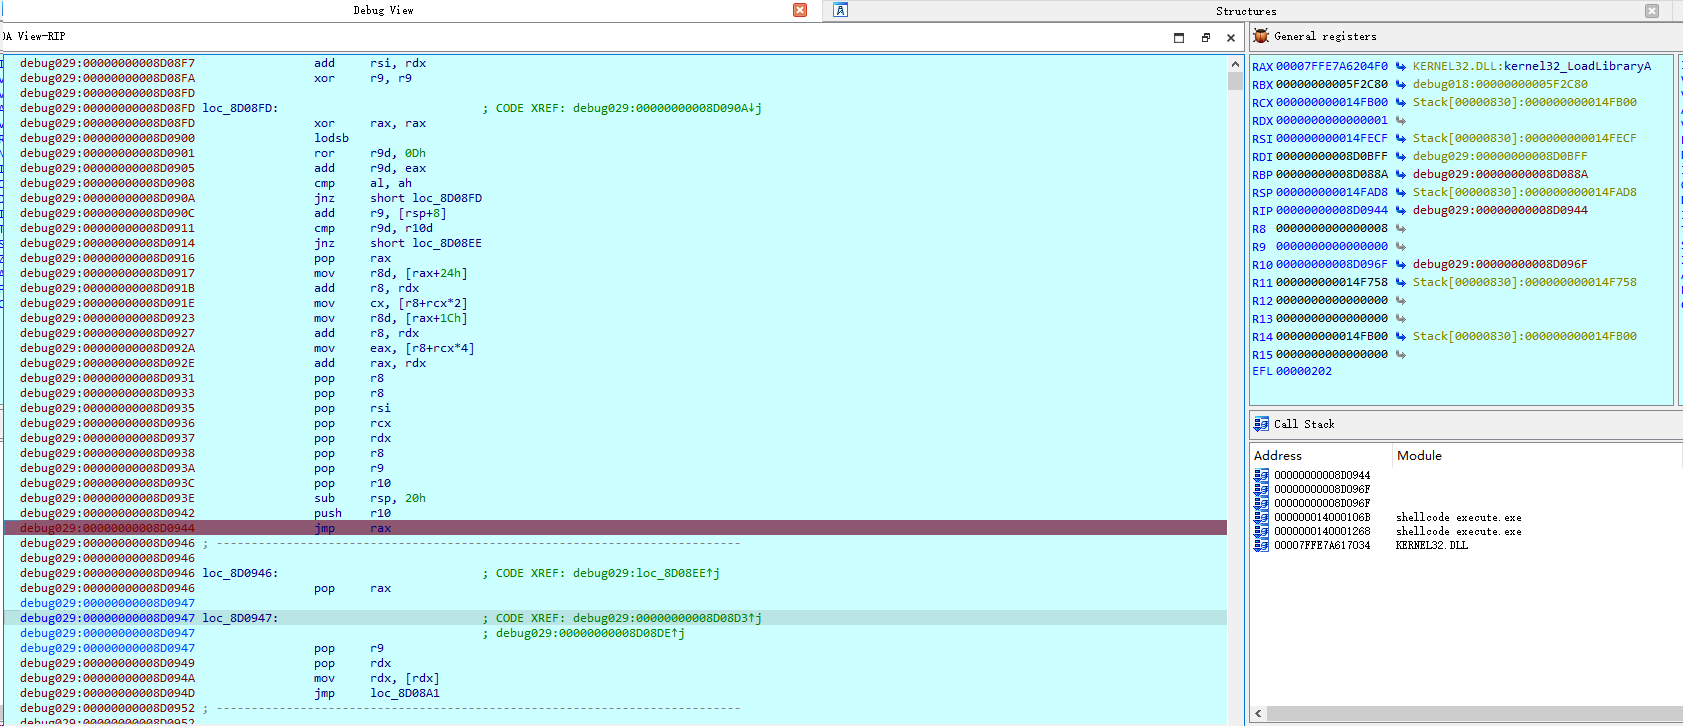 Debug View
Structures
DA View-RIP
General registers
debug029:00000000008D08F7 add rsi, rdx
debug029:00000000008D08FA xor r9, r9
debug029:00000000008D08FD
debug029:00000000008D08FD loc_8D08FD: ; CODE XREF: debug029:00000000008D090A↓j
debug029:00000000008D08FD xor rax, rax
debug029:00000000008D0900 lodsb
debug029:00000000008D0901 ror r9d, 0Dh
debug029:00000000008D0905 add r9d, eax
debug029:00000000008D0908 cmp al, ah
debug029:00000000008D090A jnz short loc_8D08FD
debug029:00000000008D090C add r9, [rsp+8]
debug029:00000000008D0911 cmp r9d, r10d
debug029:00000000008D0914 jnz short loc_8D08EE
debug029:00000000008D0916 pop rax
debug029:00000000008D0917 mov r8d, [rax+24h]
debug029:00000000008D091B add r8, rdx
debug029:00000000008D091E mov cx, [r8+rcx*2]
debug029:00000000008D0923 mov r8d, [rax+1Ch]
debug029:00000000008D0927 add r8, rdx
debug029:00000000008D092A mov eax, [r8+rcx*4]
debug029:00000000008D092E add rax, rdx
debug029:00000000008D0931 pop r8
debug029:00000000008D0933 pop r8
debug029:00000000008D0935 pop rsi
debug029:00000000008D0936 pop rcx
debug029:00000000008D0937 pop rdx
debug029:00000000008D0938 pop r8
debug029:00000000008D093A pop r9
debug029:00000000008D093C pop r10
debug029:00000000008D093E sub rsp, 20h
debug029:00000000008D0942 push r10
debug029:00000000008D0944 jmp rax
debug029:00000000008D0946 ; ---------------------------------------------------------------------------
debug029:00000000008D0946
debug029:00000000008D0946 loc_8D0946: ; CODE XREF: debug029:loc_8D08EE↑j
debug029:00000000008D0946 pop rax
debug029:00000000008D0947
debug029:00000000008D0947 loc_8D0947: ; CODE XREF: debug029:00000000008D08D3↑j
debug029:00000000008D0947 ; debug029:00000000008D08DE↑j
debug029:00000000008D0947 pop r9
debug029:00000000008D0949 pop rdx
debug029:00000000008D094A mov rdx, [rdx]
debug029:00000000008D094D jmp loc_8D08A1
debug029:00000000008D0952 ; ---------------------------------------------------------------------------
debug029:00000000008D0952
RAX 00007FFE7A6204F0 KERNEL32.DLL:kernel32_LoadLibraryA
RBX 00000000005F2C80 debug018:00000000005F2C80
RCX 000000000014FB00 Stack[00000830]:000000000014FB00
RDX 0000000000000001
RSI 000000000014FECF Stack[00000830]:000000000014FECF
RDI 00000000008D0BFF debug029:00000000008D0BFF
RBP 00000000008D088A debug029:00000000008D088A
RSP 000000000014FAD8 Stack[00000830]:000000000014FAD8
RIP 00000000008D0944 debug029:00000000008D0944
R8 0000000000000008
R9 0000000000000000
R10 00000000008D096F debug029:00000000008D096F
R11 000000000014F758 Stack[00000830]:000000000014F758
R12 0000000000000000
R13 0000000000000000
R14 000000000014FB00 Stack[00000830]:000000000014FB00
R15 0000000000000000
EFL 00000202
Call Stack
Address Module
00000000008D0944
00000000008D096F
00000000008D096F
000000014000106B shellcode execute.exe
0000000140001268 shellcode execute.exe
00007FFE7A617034 KERNEL32.DLL